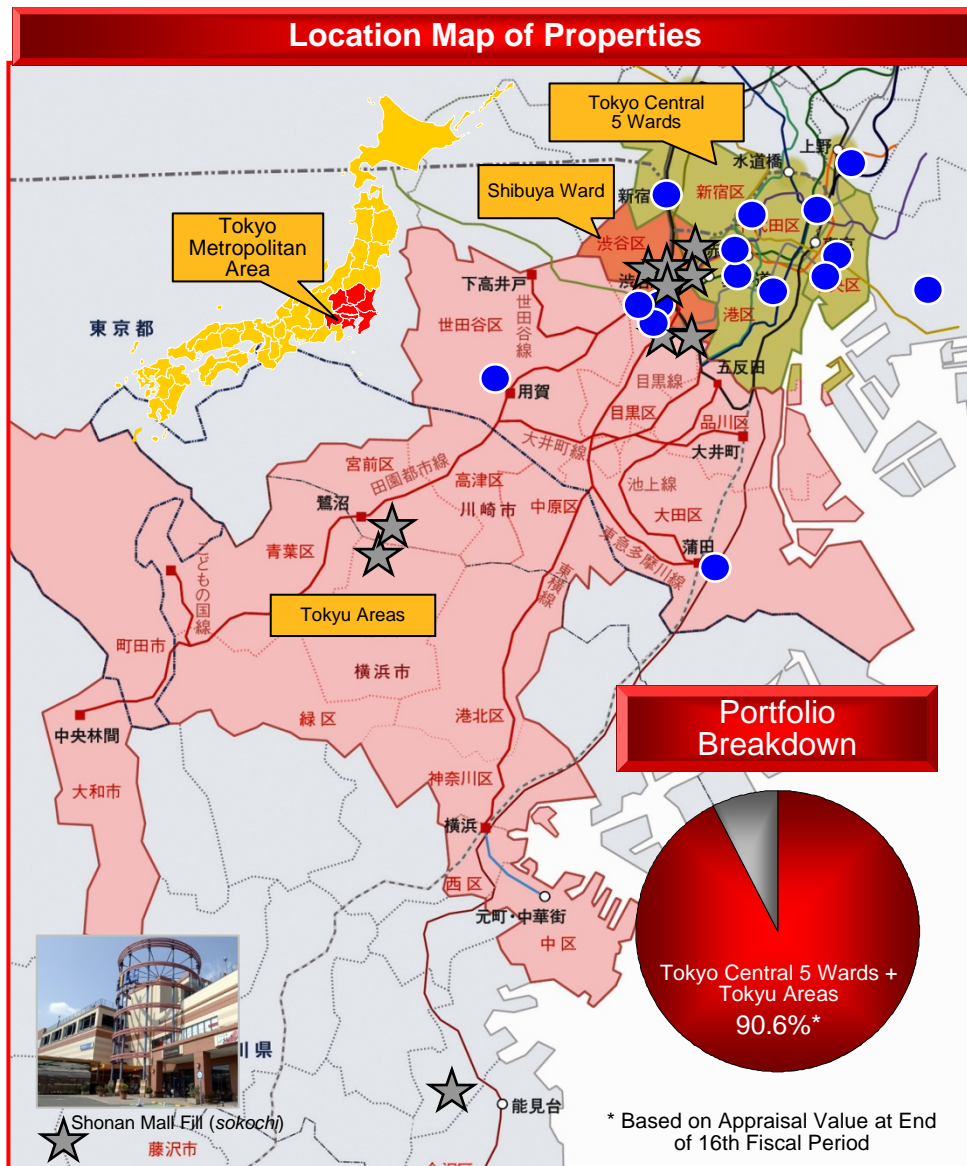 Location Map of Properties
Tokyo Central
5 Wards
上野
水道橋
新宿
新宿区
Shibuya Ward
代田区
渋谷区
Tokyo
Metropolitan
Area
東京都
下高井戸
世田谷区
世田谷線
港区
五反田
目黒線
用賀
目黒区
品川区
大井町線
大井町
宮前区
田園都市線
高津区
池上線
鷺沼
川崎市
中原区
大田区
青葉区
東急多摩川線
蒲田
こどもの国線
東横線
Tokyu Areas
町田市
横浜市
緑区
港北区
中央林間
Portfolio
Breakdown
神奈川区
大和市
横浜
西区
元町・中華街
中区
Tokyo Central 5 Wards +
Tokyu Areas
90.6%*
川県
能見台
Shonan Mall Fill (sokochi)
藤沢市
* Based on Appraisal Value at End
of 16th Fiscal Period